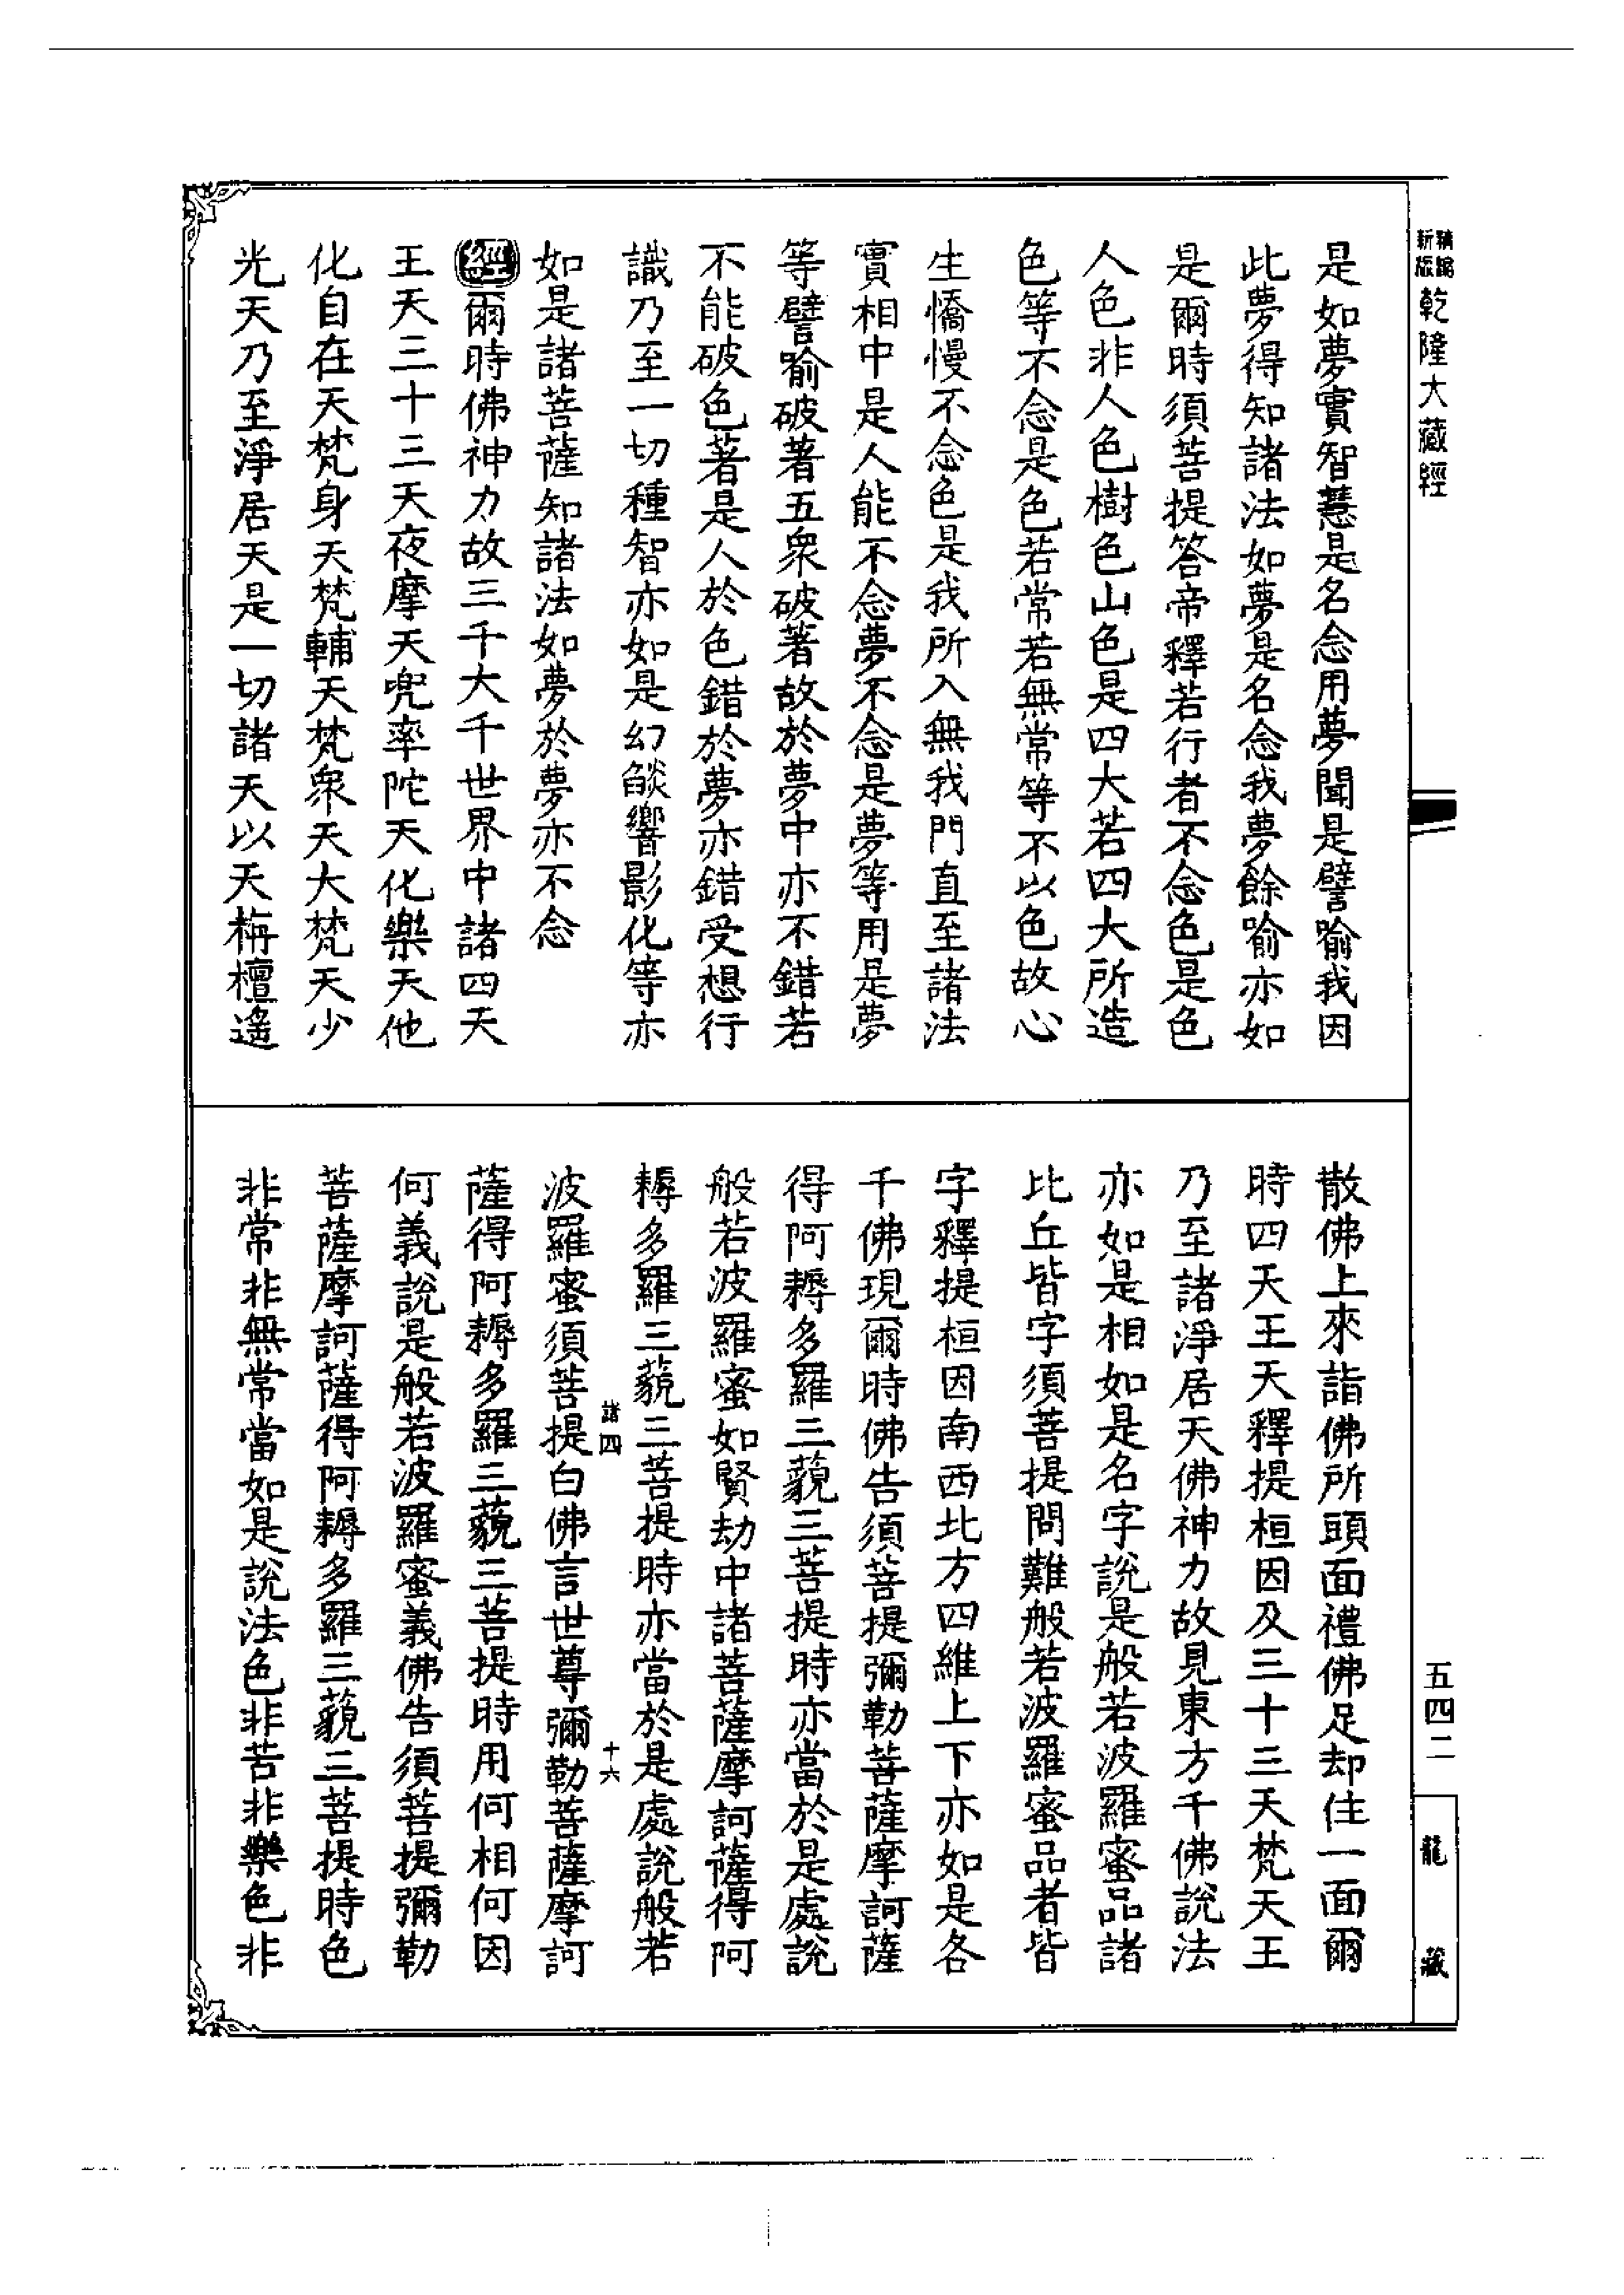 新版
精編
乾隆大藏經
五四二
龍藏
是如夢實智慧是名念用夢聞是譬喻我因
此夢得知諸法如夢是名念我夢餘喻亦如
是爾時須菩提答帝釋若行者不念色是色
人色非人色樹色山色是四大若四大所造
色等不念是色若常若無常等不以色故心
生憍慢不念色是我所入無我門直至諸法
實相中是人能不念夢不念是夢等用是夢
等譬喻破著五眾破著故於夢中亦不錯若
不能破色著是人於色錯於夢亦錯受想行
識乃至一切種智亦如是幻燄響影化等亦
如是諸菩薩知諸法如夢於夢亦不念
經爾時佛神力故三千大千世界中諸四天
王天三十三天夜摩天兜率陀天化樂天他
化自在天梵身天梵輔天梵眾天大梵天少
光天乃至淨居天是一切諸天以天栴檀遙
散佛上來詣佛所頭面禮佛足却住一面爾
時四天王天釋提桓因及三十三天梵天王
乃至諸淨居天佛神力故見東方千佛說法
亦如是相如是名字說是般若波羅蜜品諸
比丘皆字須菩提問難般若波羅蜜品者皆
字釋提桓因南西北方四維上下亦如是各
千佛現爾時佛告須菩提彌勒菩薩摩訶薩
得阿耨多羅三藐三菩提時亦當於是處說
般若波羅蜜如賢劫中諸菩薩摩訶薩得阿
耨多羅三藐三菩提時亦當於是處說般若
諸四 十六
波羅蜜須菩提白佛言世尊彌勒菩薩摩訶
薩得阿耨多羅三藐三菩提時用何相何因
何義說是般若波羅蜜義佛告須菩提彌勒
菩薩摩訶薩得阿耨多羅三藐三菩提時色
非常非無常當如是說法色非苦非樂色非